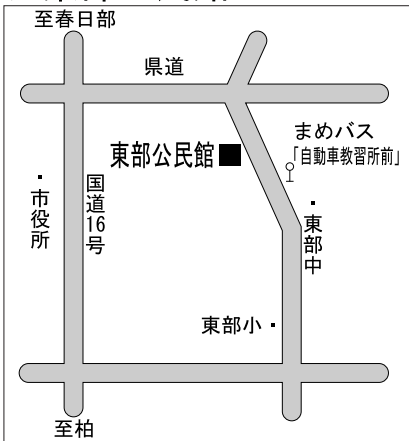 至春日部
県道
まめバス
「自動車教習所前」
東部公民館
市役所
国道16号
東部中
東部小
至柏